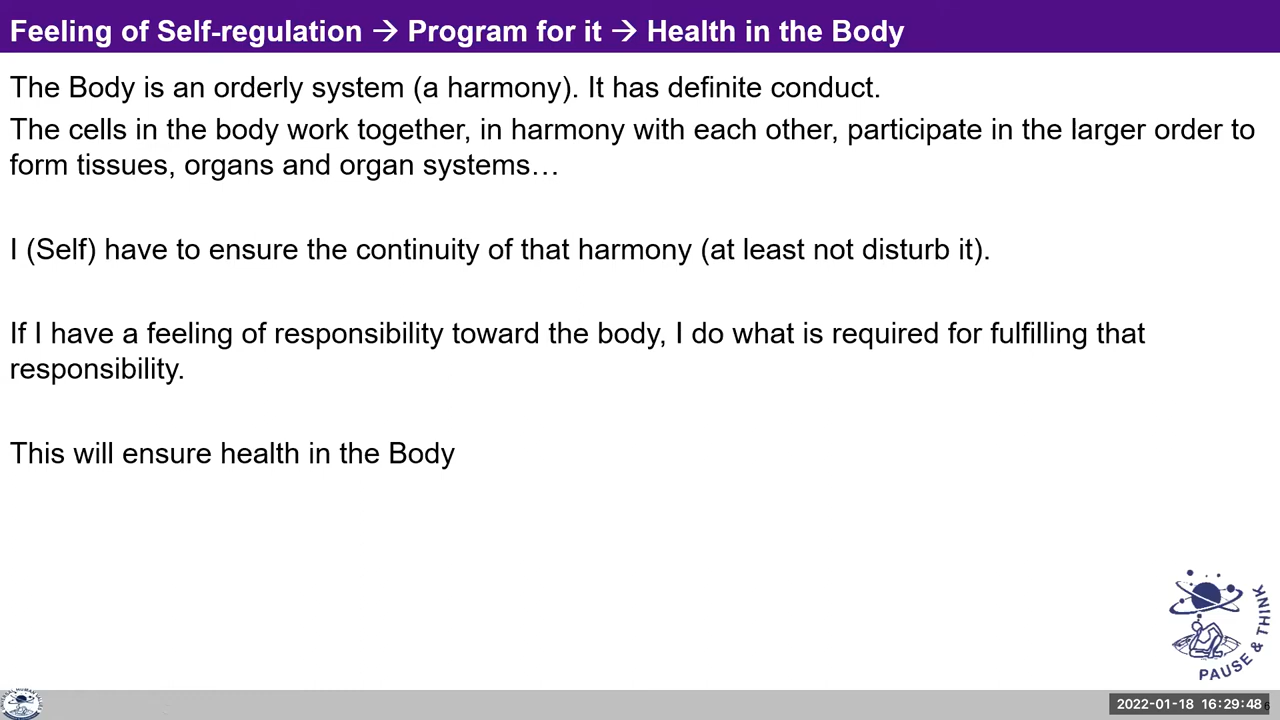 Feeling of Self-regulation → Program for it → Health in the Body
The Body is an orderly system (a harmony). It has definite conduct.
The cells in the body work together, in harmony with each other, participate in the larger order to
form tissues, organs and organ systems…
I (Self) have to ensure the continuity of that harmony (at least not disturb it).
If I have a feeling of responsibility toward the body, I do what is required for fulfilling that
responsibility.
This will ensure health in the Body
PAUSE & THINK
2022-01-18 16:29:48
6